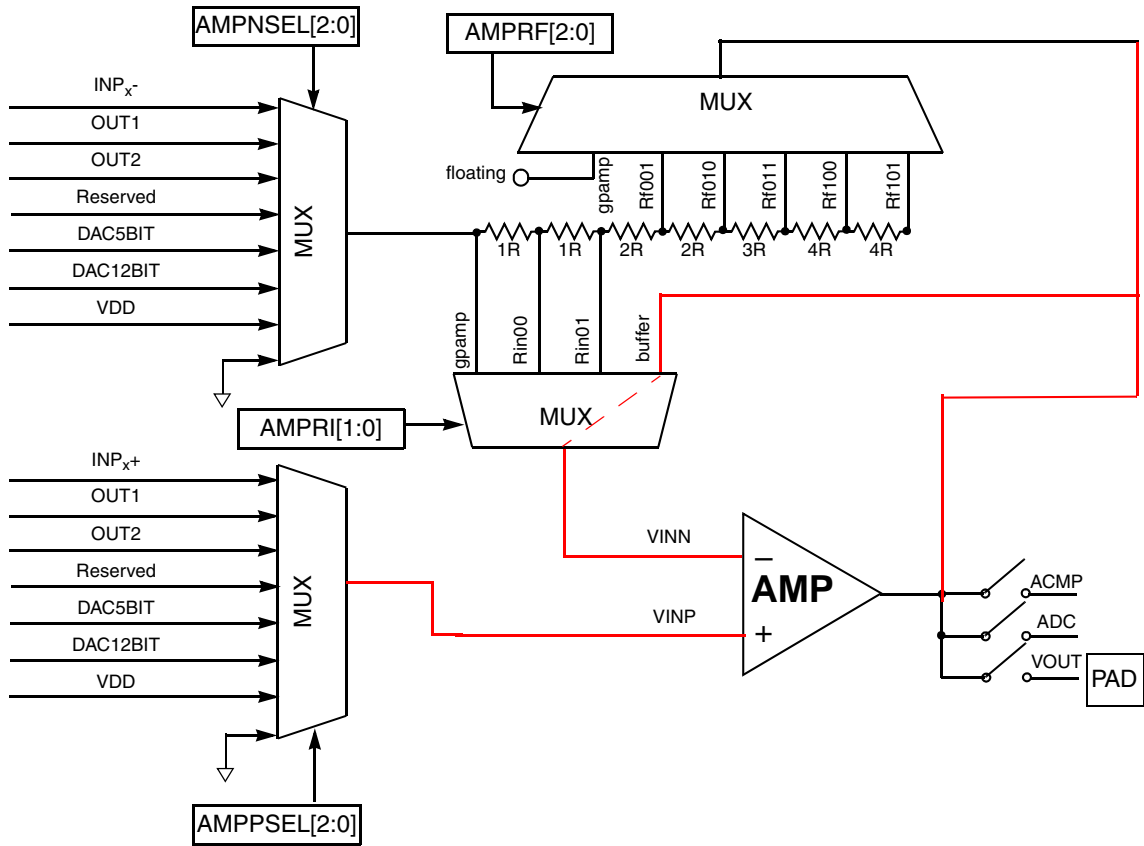 AMPNSEL[2:0]
AMPRF[2:0]
INPx-
OUT1
OUT2
Reserved
DAC5BIT
DAC12BIT
VDD
MUX
MUX
floating
gpamp
Rf001
Rf010
Rf011
Rf100
Rf101
1R
1R
2R
2R
3R
4R
4R
gpamp
Rin00
Rin01
buffer
MUX
AMPRI[1:0]
INPx+
OUT1
OUT2
Reserved
DAC5BIT
DAC12BIT
VDD
MUX
VINN
VINP
−
AMP
+
ACMP
ADC
VOUT
PAD
AMPPSEL[2:0]